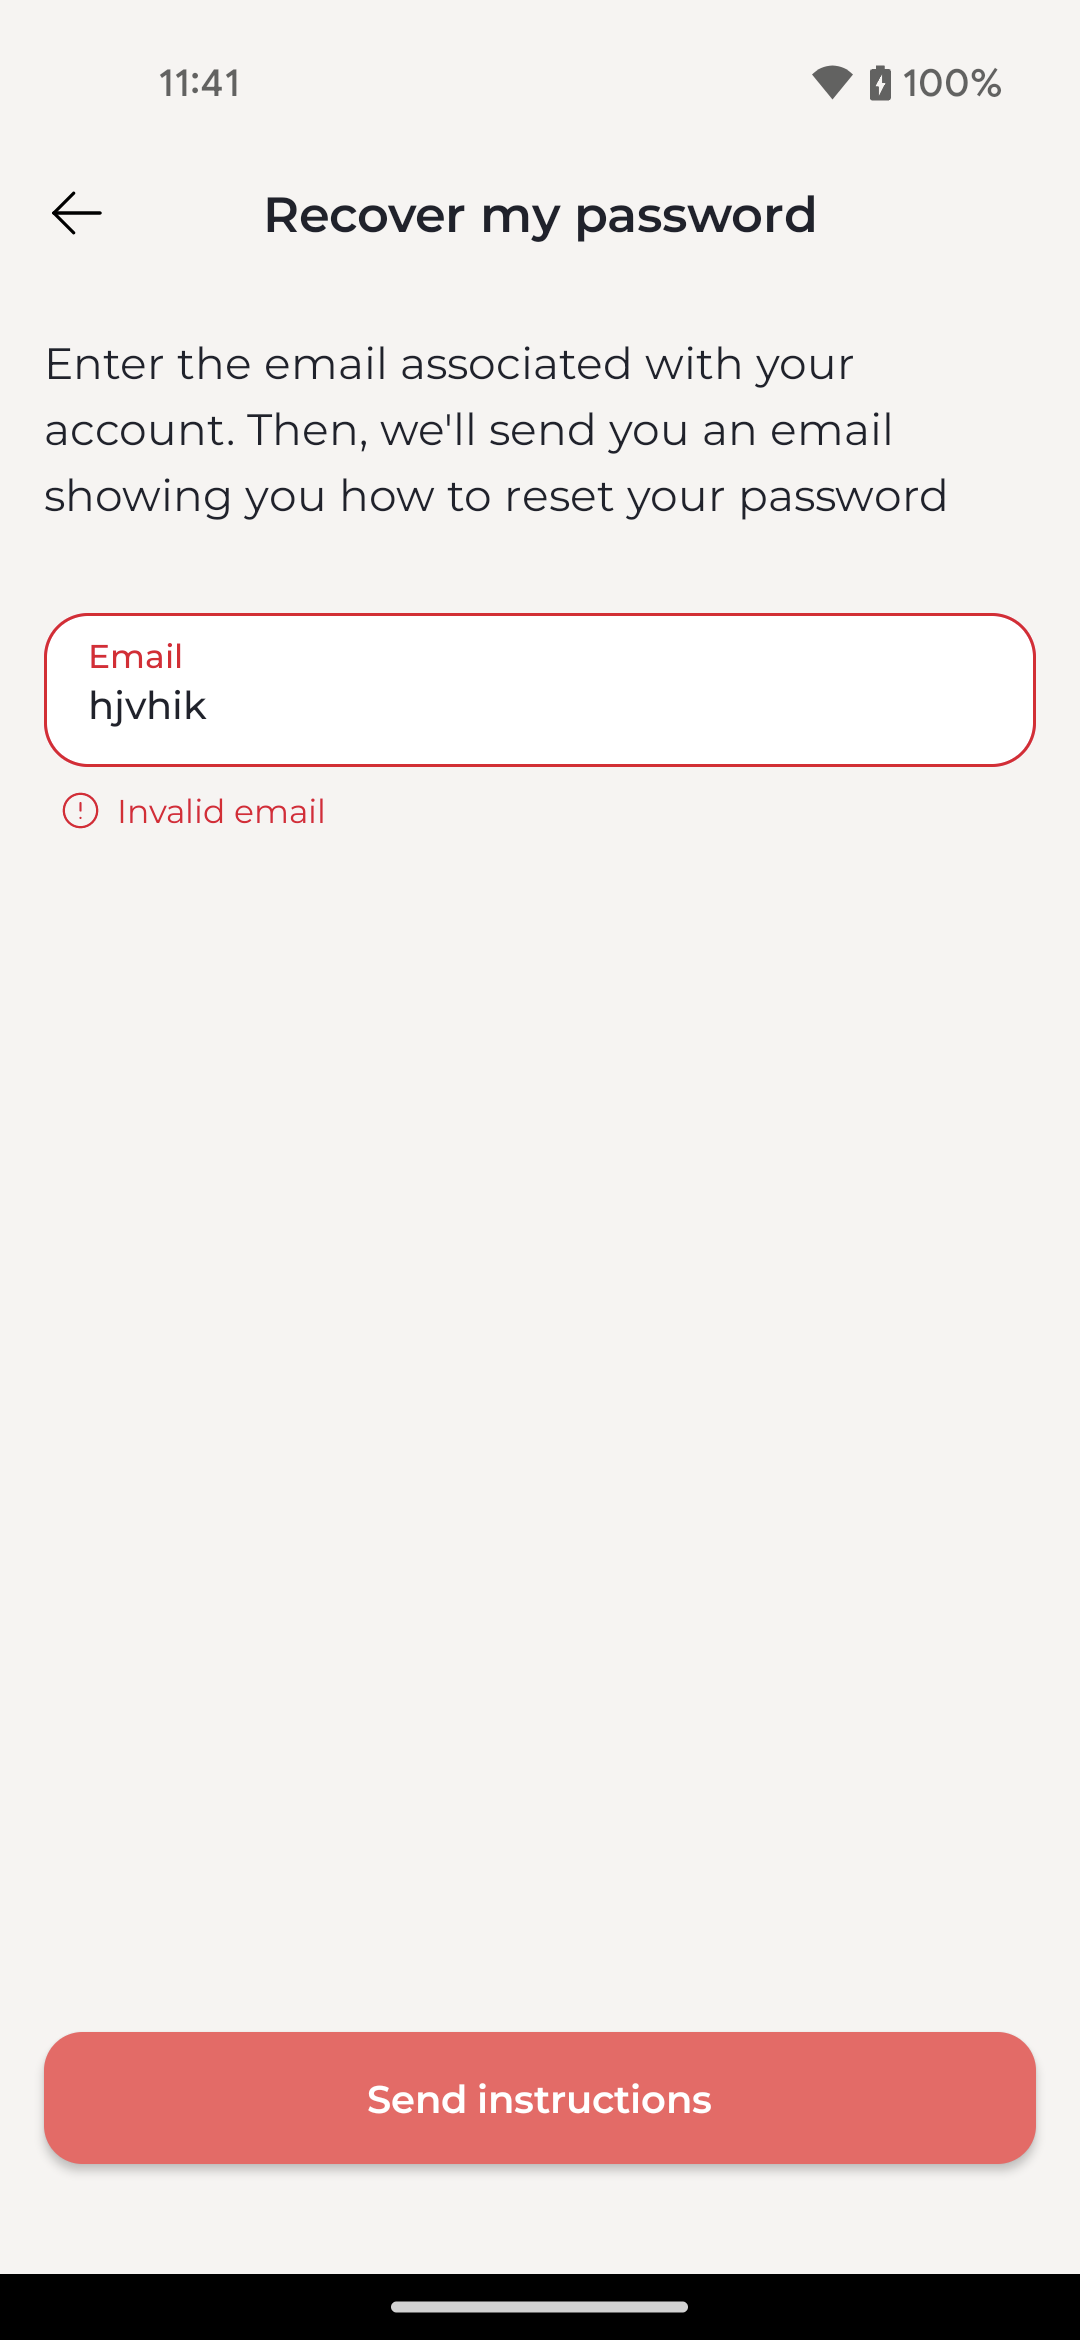 11:41
100%
Recover my password
Enter the email associated with your
account. Then, we'll send you an email
showing you how to reset your password
Email
hjvhik
Invalid email
Send instructions